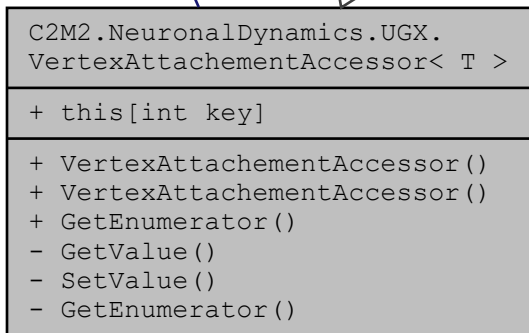 C2M2.NeuronalDynamics.UGX.
VertexAttachementAccessor< T >
+ this[int key]
+ VertexAttachementAccessor()
+ VertexAttachementAccessor()
+ GetEnumerator()
- GetValue()
- SetValue()
- GetEnumerator()